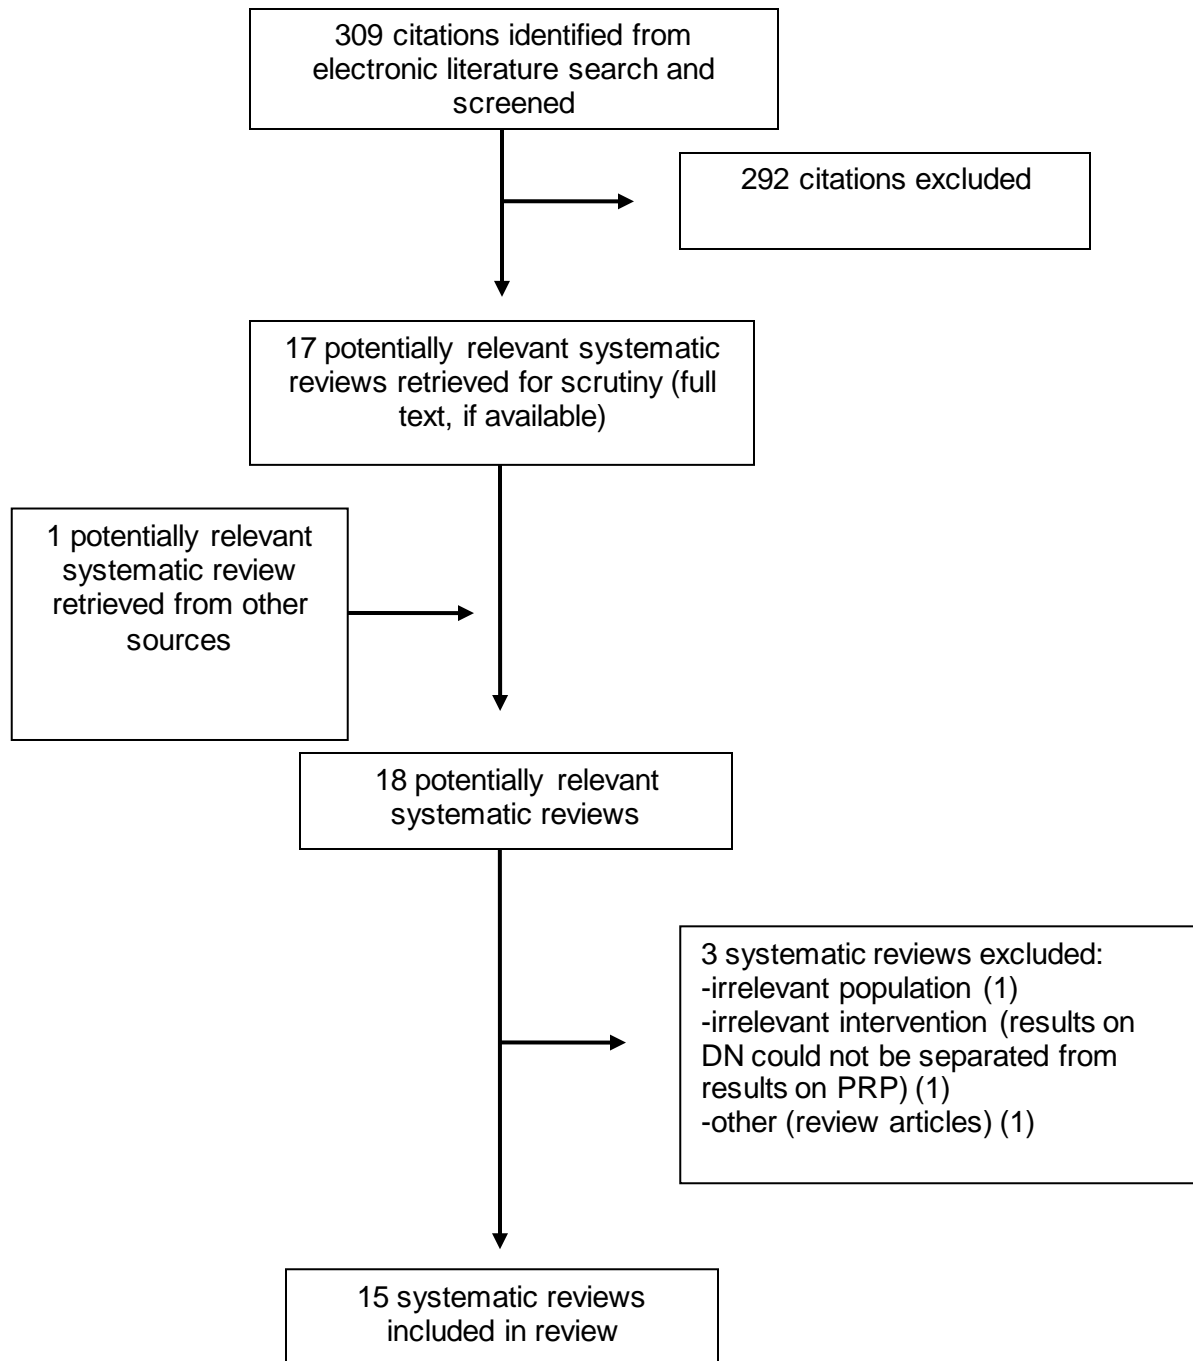 309 citations identified from
electronic literature search and
screened
292 citations excluded
17 potentially relevant systematic
reviews retrieved for scrutiny (full
text, if available)
1 potentially relevant
systematic review
retrieved from other
sources
18 potentially relevant
systematic reviews
3 systematic reviews excluded:
-irrelevant population (1)
-irrelevant intervention (results on
DN could not be separated from
results on PRP) (1)
-other (review articles) (1)
15 systematic reviews
included in review